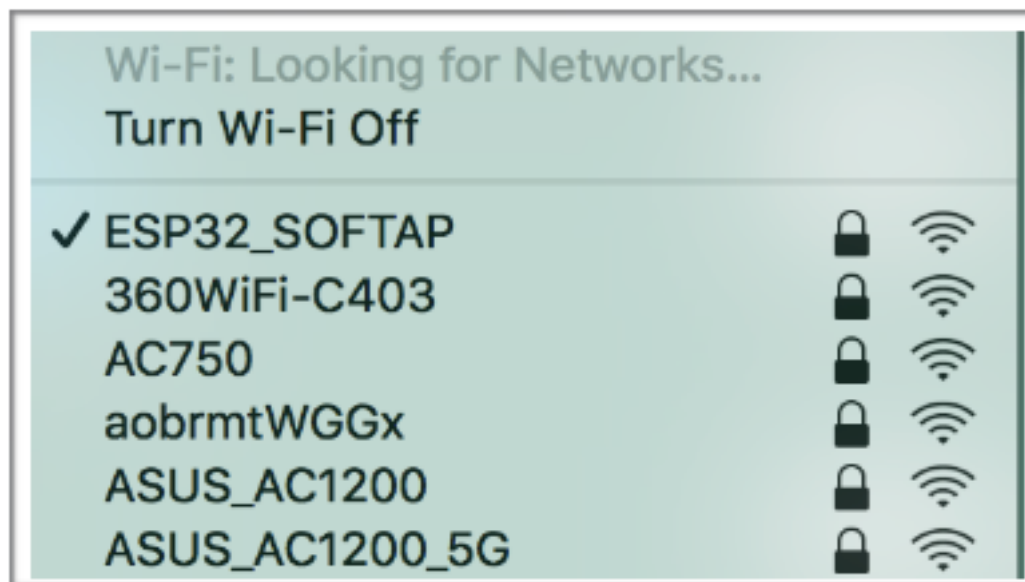 Wi-Fi: Looking for Networks...
Turn Wi-Fi Off
ESP32_SOFTAP
360WiFi-C403
AC750
aobrmtWGGx
ASUS_AC1200
ASUS_AC1200_5G